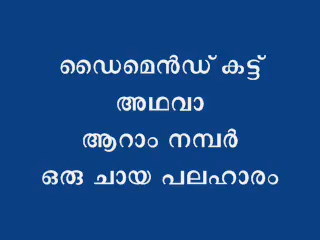 ഡൈമെൻഡ് കട്ട്
അഥവാ
ആറാം നമ്പർ
ഒരു ചായ പലഹാരം